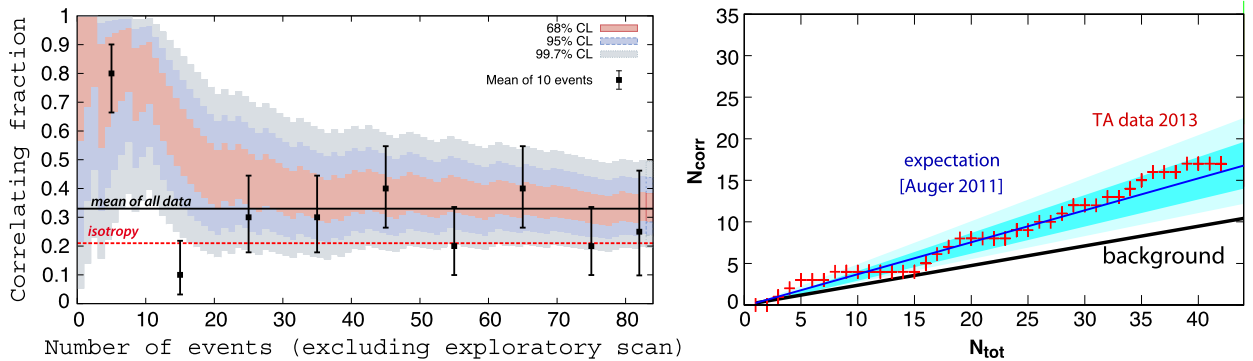 Correlating fraction
1
0.9
0.8
0.7
0.6
0.5
0.4
0.3
0.2
0.1
0
68% CL
95% CL
99.7% CL
Mean of 10 events
mean of all data
isotropy
0 10 20 30 40 50 60 70 80
Number of events (excluding exploratory scan)
Ncorr
35
30
25
20
15
10
5
0
TA data 2013
expectation
[Auger 2011]
background
0 5 10 15 20 25 30 35 40
Ntot